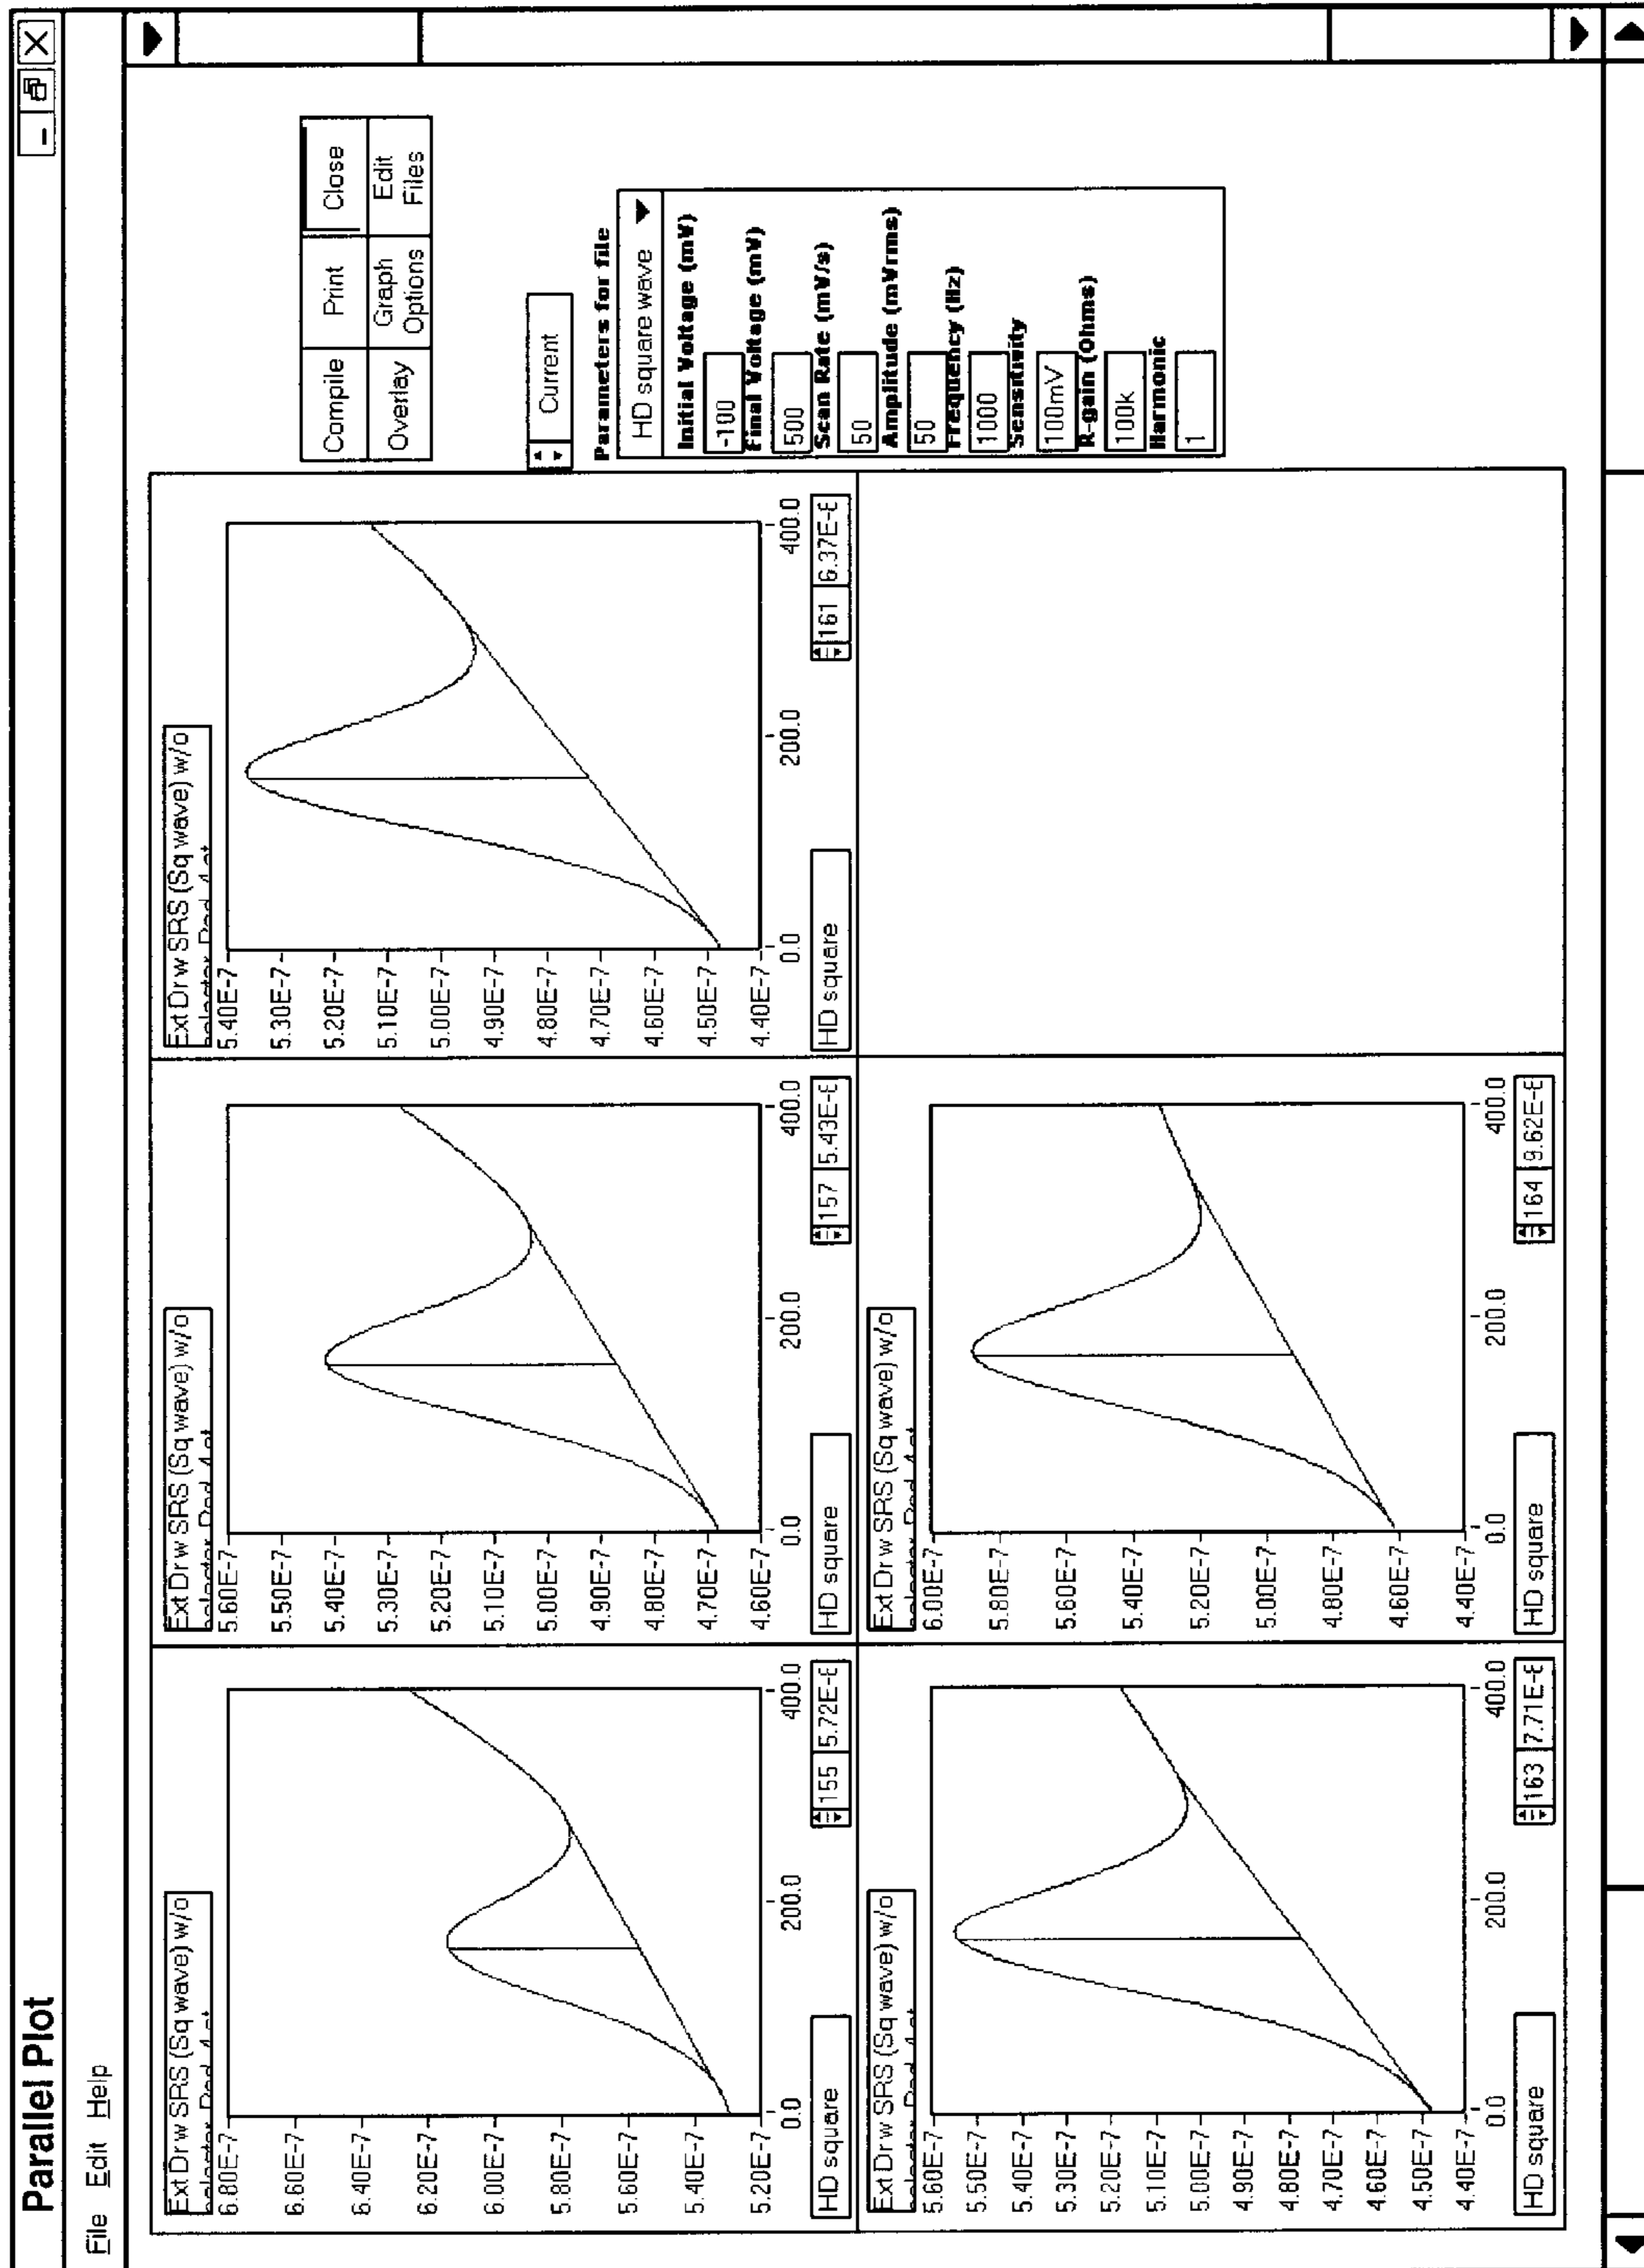 Parallel Plot
File Edit Help
Ext Drw SRS (Sq wave) w/o
6.80E-7
6.60E-7
6.40E-7
6.20E-7
6.00E-7
5.80E-7
5.60E-7
5.40E-7
5.20E-7
0.0 200.0 400.0
HD square 155 5.72E-8
Ext Drw SRS (Sq wave) w/o
5.60E-7
5.50E-7
5.40E-7
5.30E-7
5.20E-7
5.10E-7
5.00E-7
4.90E-7
4.80E-7
4.70E-7
4.60E-7
0.0 200.0 400.0
HD square 157 5.43E-8
Ext Drw SRS (Sq wave) w/o
5.40E-7
5.30E-7
5.20E-7
5.10E-7
5.00E-7
4.90E-7
4.80E-7
4.70E-7
4.60E-7
4.50E-7
4.40E-7
0.0 200.0 400.0
HD square 161 6.37E-8
Ext Drw SRS (Sq wave) w/o
5.60E-7
5.50E-7
5.40E-7
5.30E-7
5.20E-7
5.10E-7
5.00E-7
4.90E-7
4.80E-7
4.70E-7
4.60E-7
4.50E-7
4.40E-7
0.0 200.0 400.0
HD square 163 7.71E-8
Ext Drw SRS (Sq wave) w/o
6.00E-7
5.80E-7
5.60E-7
5.40E-7
5.20E-7
5.00E-7
4.80E-7
4.60E-7
4.40E-7
0.0 200.0 400.0
HD square 164 9.62E-8
Compile Print Close
Overlay Graph Options Edit Files
Current
Parameters for file
HD square wave
Initial Voltage (mV)
-100
Final Voltage (mV)
500
Scan Rate (mV/s)
50
Amplitude (mVrms)
50
Frequency (Hz)
1000
Sensitivity
100mV
R-gain (Ohms)
100k
Harmonic
1